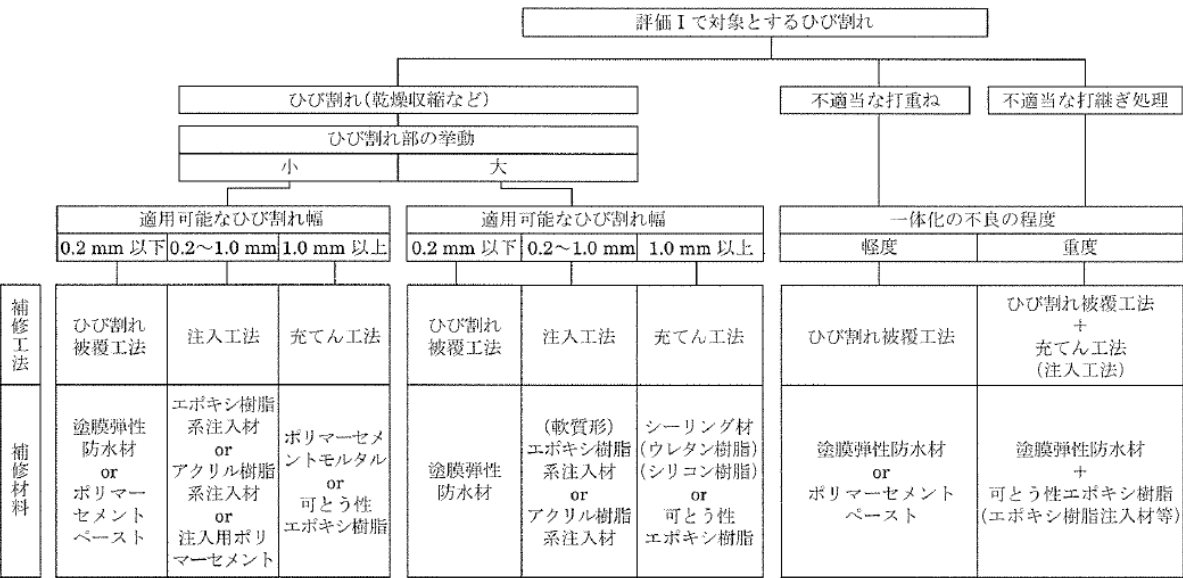 評価Ⅰで対象とするひび割れ
ひび割れ(乾燥収縮など)
不適当な打重ね
不適当な打継ぎ処理
ひび割れ部の挙動
小
大
適用可能なひび割れ幅
0.2 mm 以下
0.2〜1.0 mm
1.0 mm 以上
適用可能なひび割れ幅
0.2 mm 以下
0.2〜1.0 mm
1.0 mm 以上
一体化の不良の程度
軽度
重度
補修工法
ひび割れ
被覆工法
注入工法
充てん工法
ひび割れ
被覆工法
注入工法
充てん工法
ひび割れ被覆工法
ひび割れ被覆工法
+
充てん工法
(注入工法)
補修材料
塗膜弾性
防水材
or
ポリマー
セメント
ペースト
エポキシ樹脂
系注入材
or
アクリル樹脂
系注入材
or
注入用ポリ
マーセメント
ポリマーセメ
ントモルタル
or
可とう性
エポキシ樹脂
塗膜弾性
防水材
(軟質形)
エポキシ樹脂
系注入材
or
アクリル樹脂
系注入材
シーリング材
(ウレタン樹脂)
(シリコン樹脂)
or
可とう性
エポキシ樹脂
塗膜弾性防水材
or
ポリマーセメント
ペースト
塗膜弾性防水材
+
可とう性エポキシ樹脂
(エポキシ樹脂注入材等)